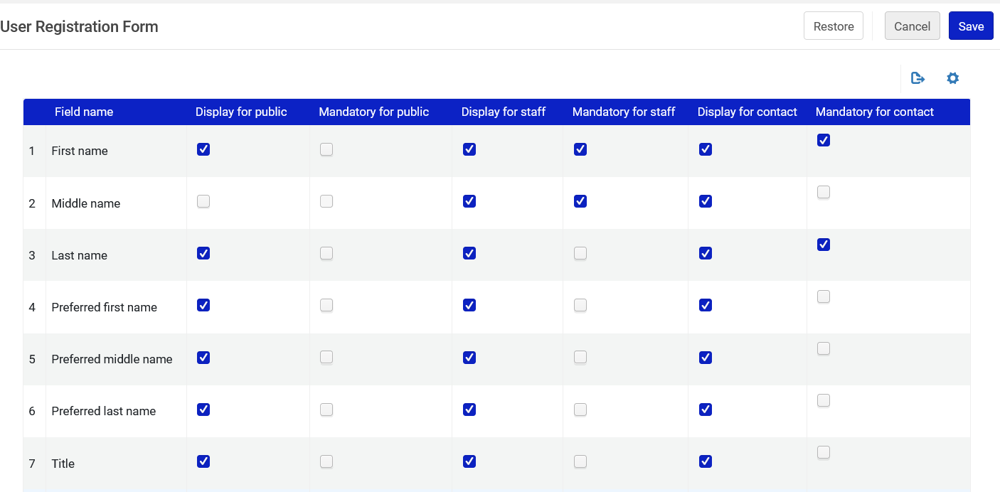 User Registration Form
Restore
Cancel
Save
Field name Display for public Mandatory for public Display for staff Mandatory for staff Display for contact Mandatory for contact
1 First name
2 Middle name
3 Last name
4 Preferred first name
5 Preferred middle name
6 Preferred last name
7 Title